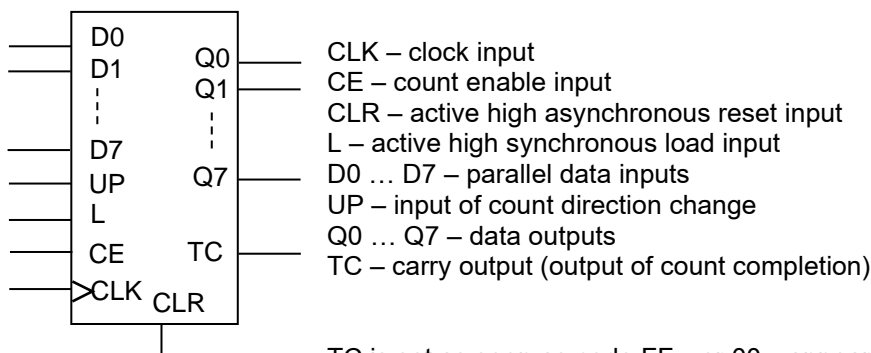 D0
D1
D7
UP
L
CE
CLK
CLR
Q0
Q1
Q7
TC
CLK – clock input
CE – count enable input
CLR – active high asynchronous reset input
L – active high synchronous load input
D0 … D7 – parallel data inputs
UP – input of count direction change
Q0 … Q7 – data outputs
TC – carry output (output of count completion)